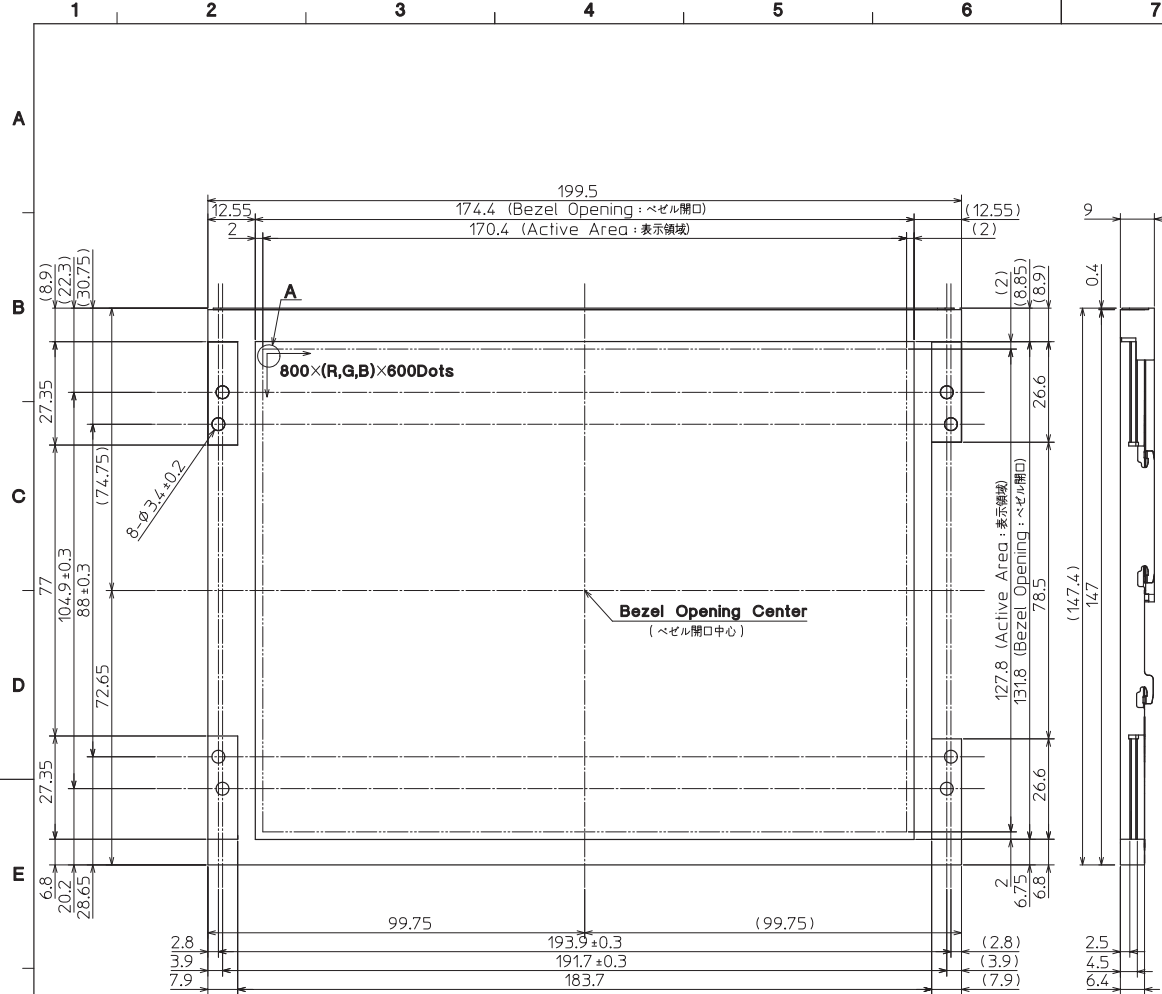 1 2 3 4 5 6 7
A
B
C
D
E
199.5
12.55 174.4 (Bezel Opening : ベゼル開口) (12.55)
2 170.4 (Active Area : 表示領域) (2)
9
(8.9)
(22.3)
(30.75)
(2)
(8.85)
(8.9)
0.4
A
800×(R,G,B)×600Dots
27.35
26.6
8-Ø3.4±0.2
(74.75)
77
104.9±0.3
88±0.3
72.65
Bezel Opening Center
( ベゼル開口中心 )
127.8 (Active Area : 表示領域)
131.8 (Bezel Opening : ベゼル開口)
78.5
(147.4)
147
27.35
26.6
6.8
20.2
28.65
2
6.75
6.8
99.75 (99.75)
2.8 193.9±0.3 (2.8) 2.5
3.9 191.7±0.3 (3.9) 4.5
7.9 183.7 (7.9) 6.4